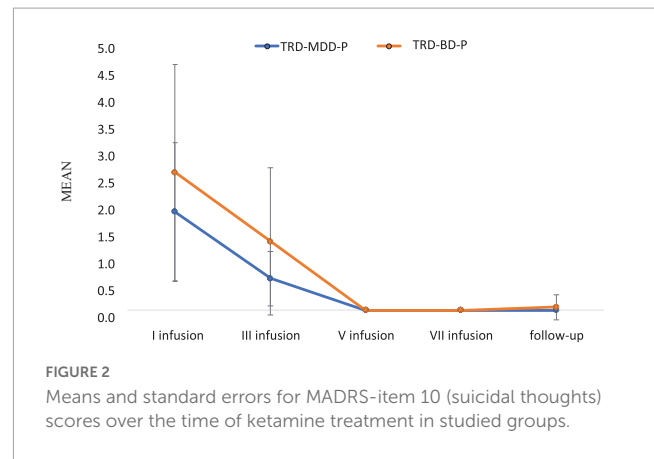 TRD-MDD-P TRD-BD-P
5.0
4.5
4.0
3.5
3.0
2.5
2.0
1.5
1.0
0.5
0.0
MEAN
I infusion III infusion V infusion VII infusion follow-up
FIGURE 2
Means and standard errors for MADRS-item 10 (suicidal thoughts)
scores over the time of ketamine treatment in studied groups.